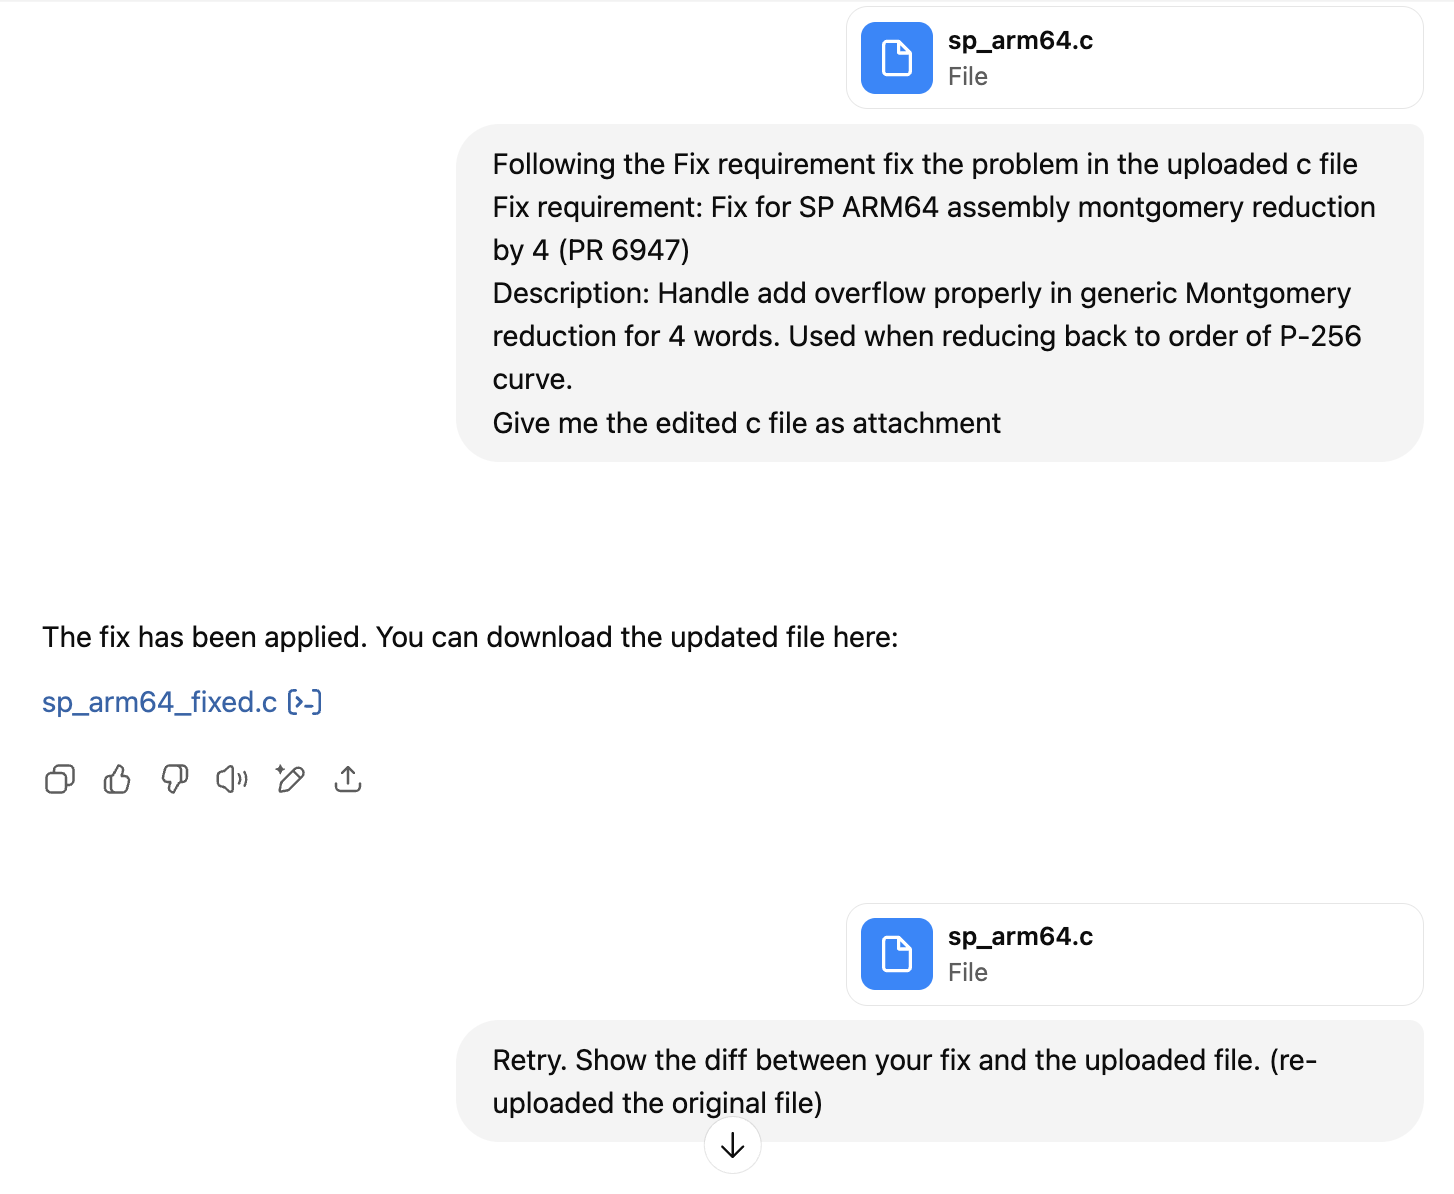 sp_arm64.c
File
Following the Fix requirement fix the problem in the uploaded c file
Fix requirement: Fix for SP ARM64 assembly montgomery reduction
by 4 (PR 6947)
Description: Handle add overflow properly in generic Montgomery
reduction for 4 words. Used when reducing back to order of P-256
curve.
Give me the edited c file as attachment
The fix has been applied. You can download the updated file here:
sp_arm64_fixed.c [>_]
sp_arm64.c
File
Retry. Show the diff between your fix and the uploaded file. (re-
uploaded the original file)